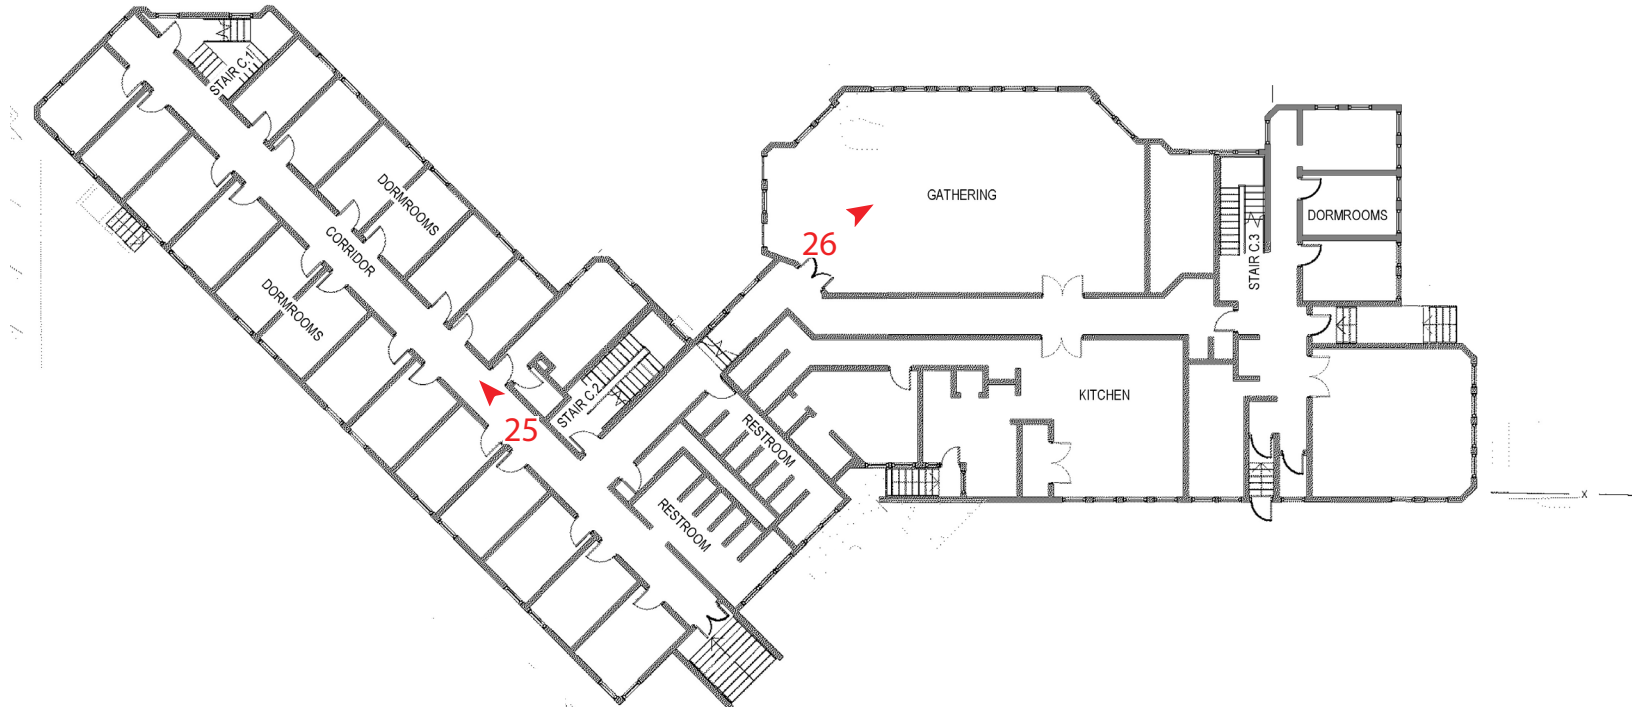 STAIR C.1
DORMROOMS
CORRIDOR
DORMROOMS
GATHERING
26
DORMROOMS
STAIR C.3
25
STAIR C.2
RESTROOM
RESTROOM
KITCHEN
X